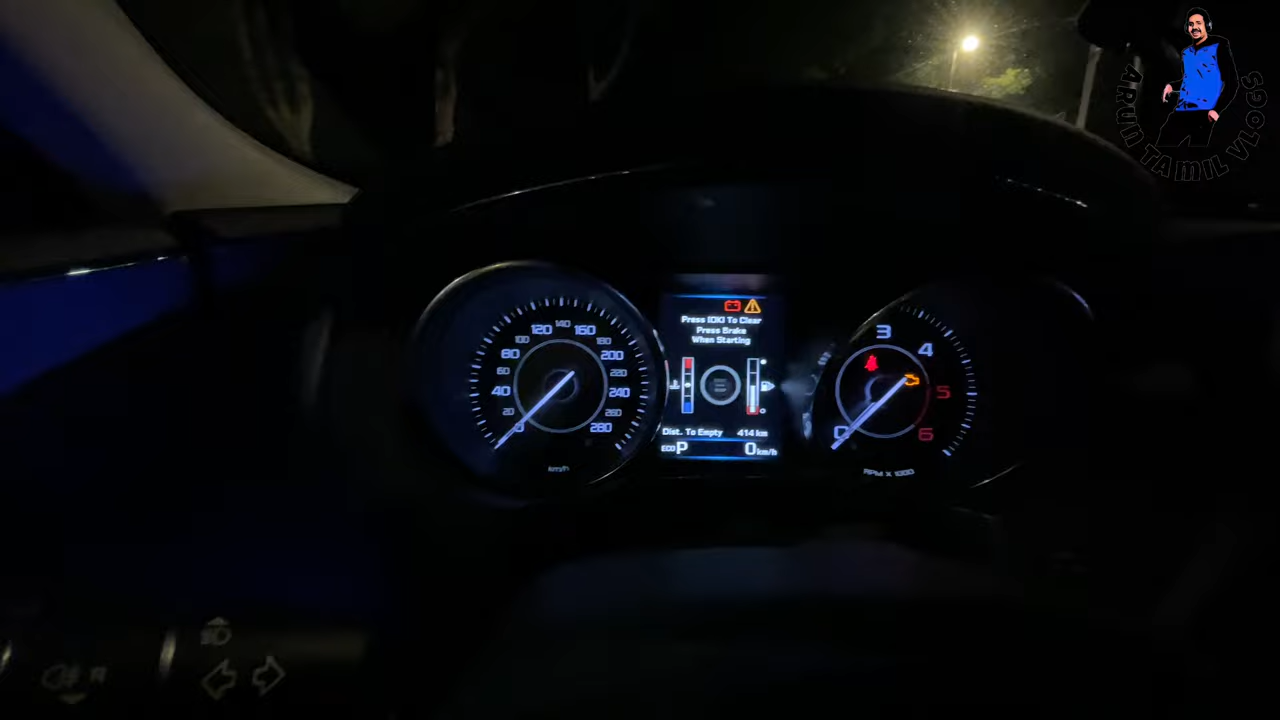 ARUN TAMIL VLOGS
Press [OK] To Clear
Press Brake
When Starting
20
40
60
80
100
120
140
160
180
200
220
240
260
280
km/h
Dist. To Empty 414 km
ECO P 0 km/h
0
3
4
5
6
RPM X 1000